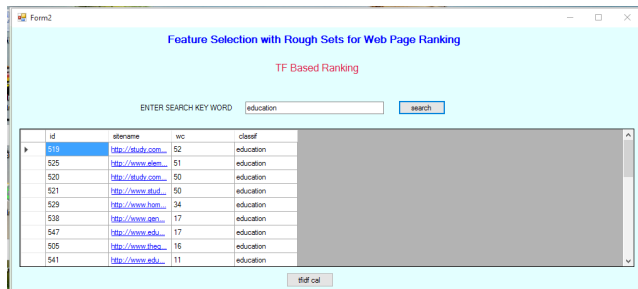 Form2
Feature Selection with Rough Sets for Web Page Ranking
TF Based Ranking
ENTER SEARCH KEY WORD education search
id sitename wc classif
519 http://study.com... 52 education
525 http://www.elem... 51 education
520 http://study.com... 50 education
521 http://www.stud... 50 education
529 http://www.hom... 34 education
538 http://www.gen... 17 education
547 http://www.edu... 17 education
505 http://www.theg... 16 education
541 http://www.edu... 11 education
tfidf cal